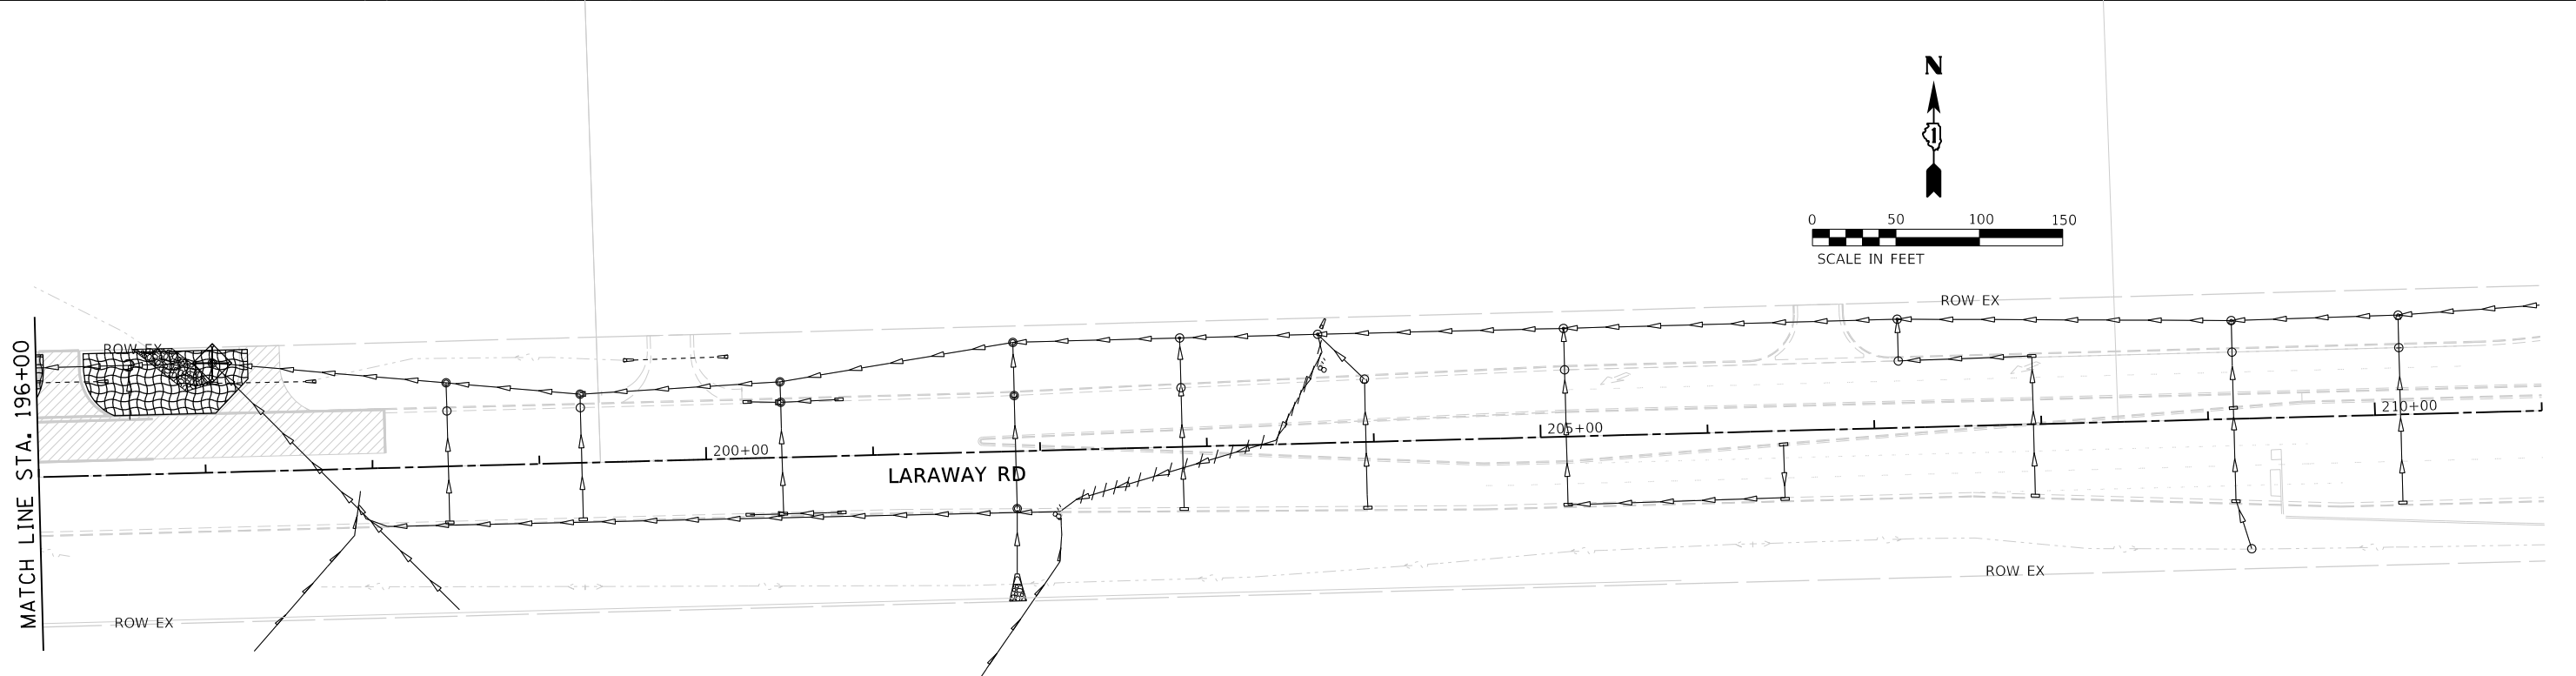 N
1
0 50 100 150
SCALE IN FEET
ROW EX
ROW EX
210+00
205+00
200+00
LARAWAY RD
MATCH LINE STA. 196+00
ROW EX
ROW EX